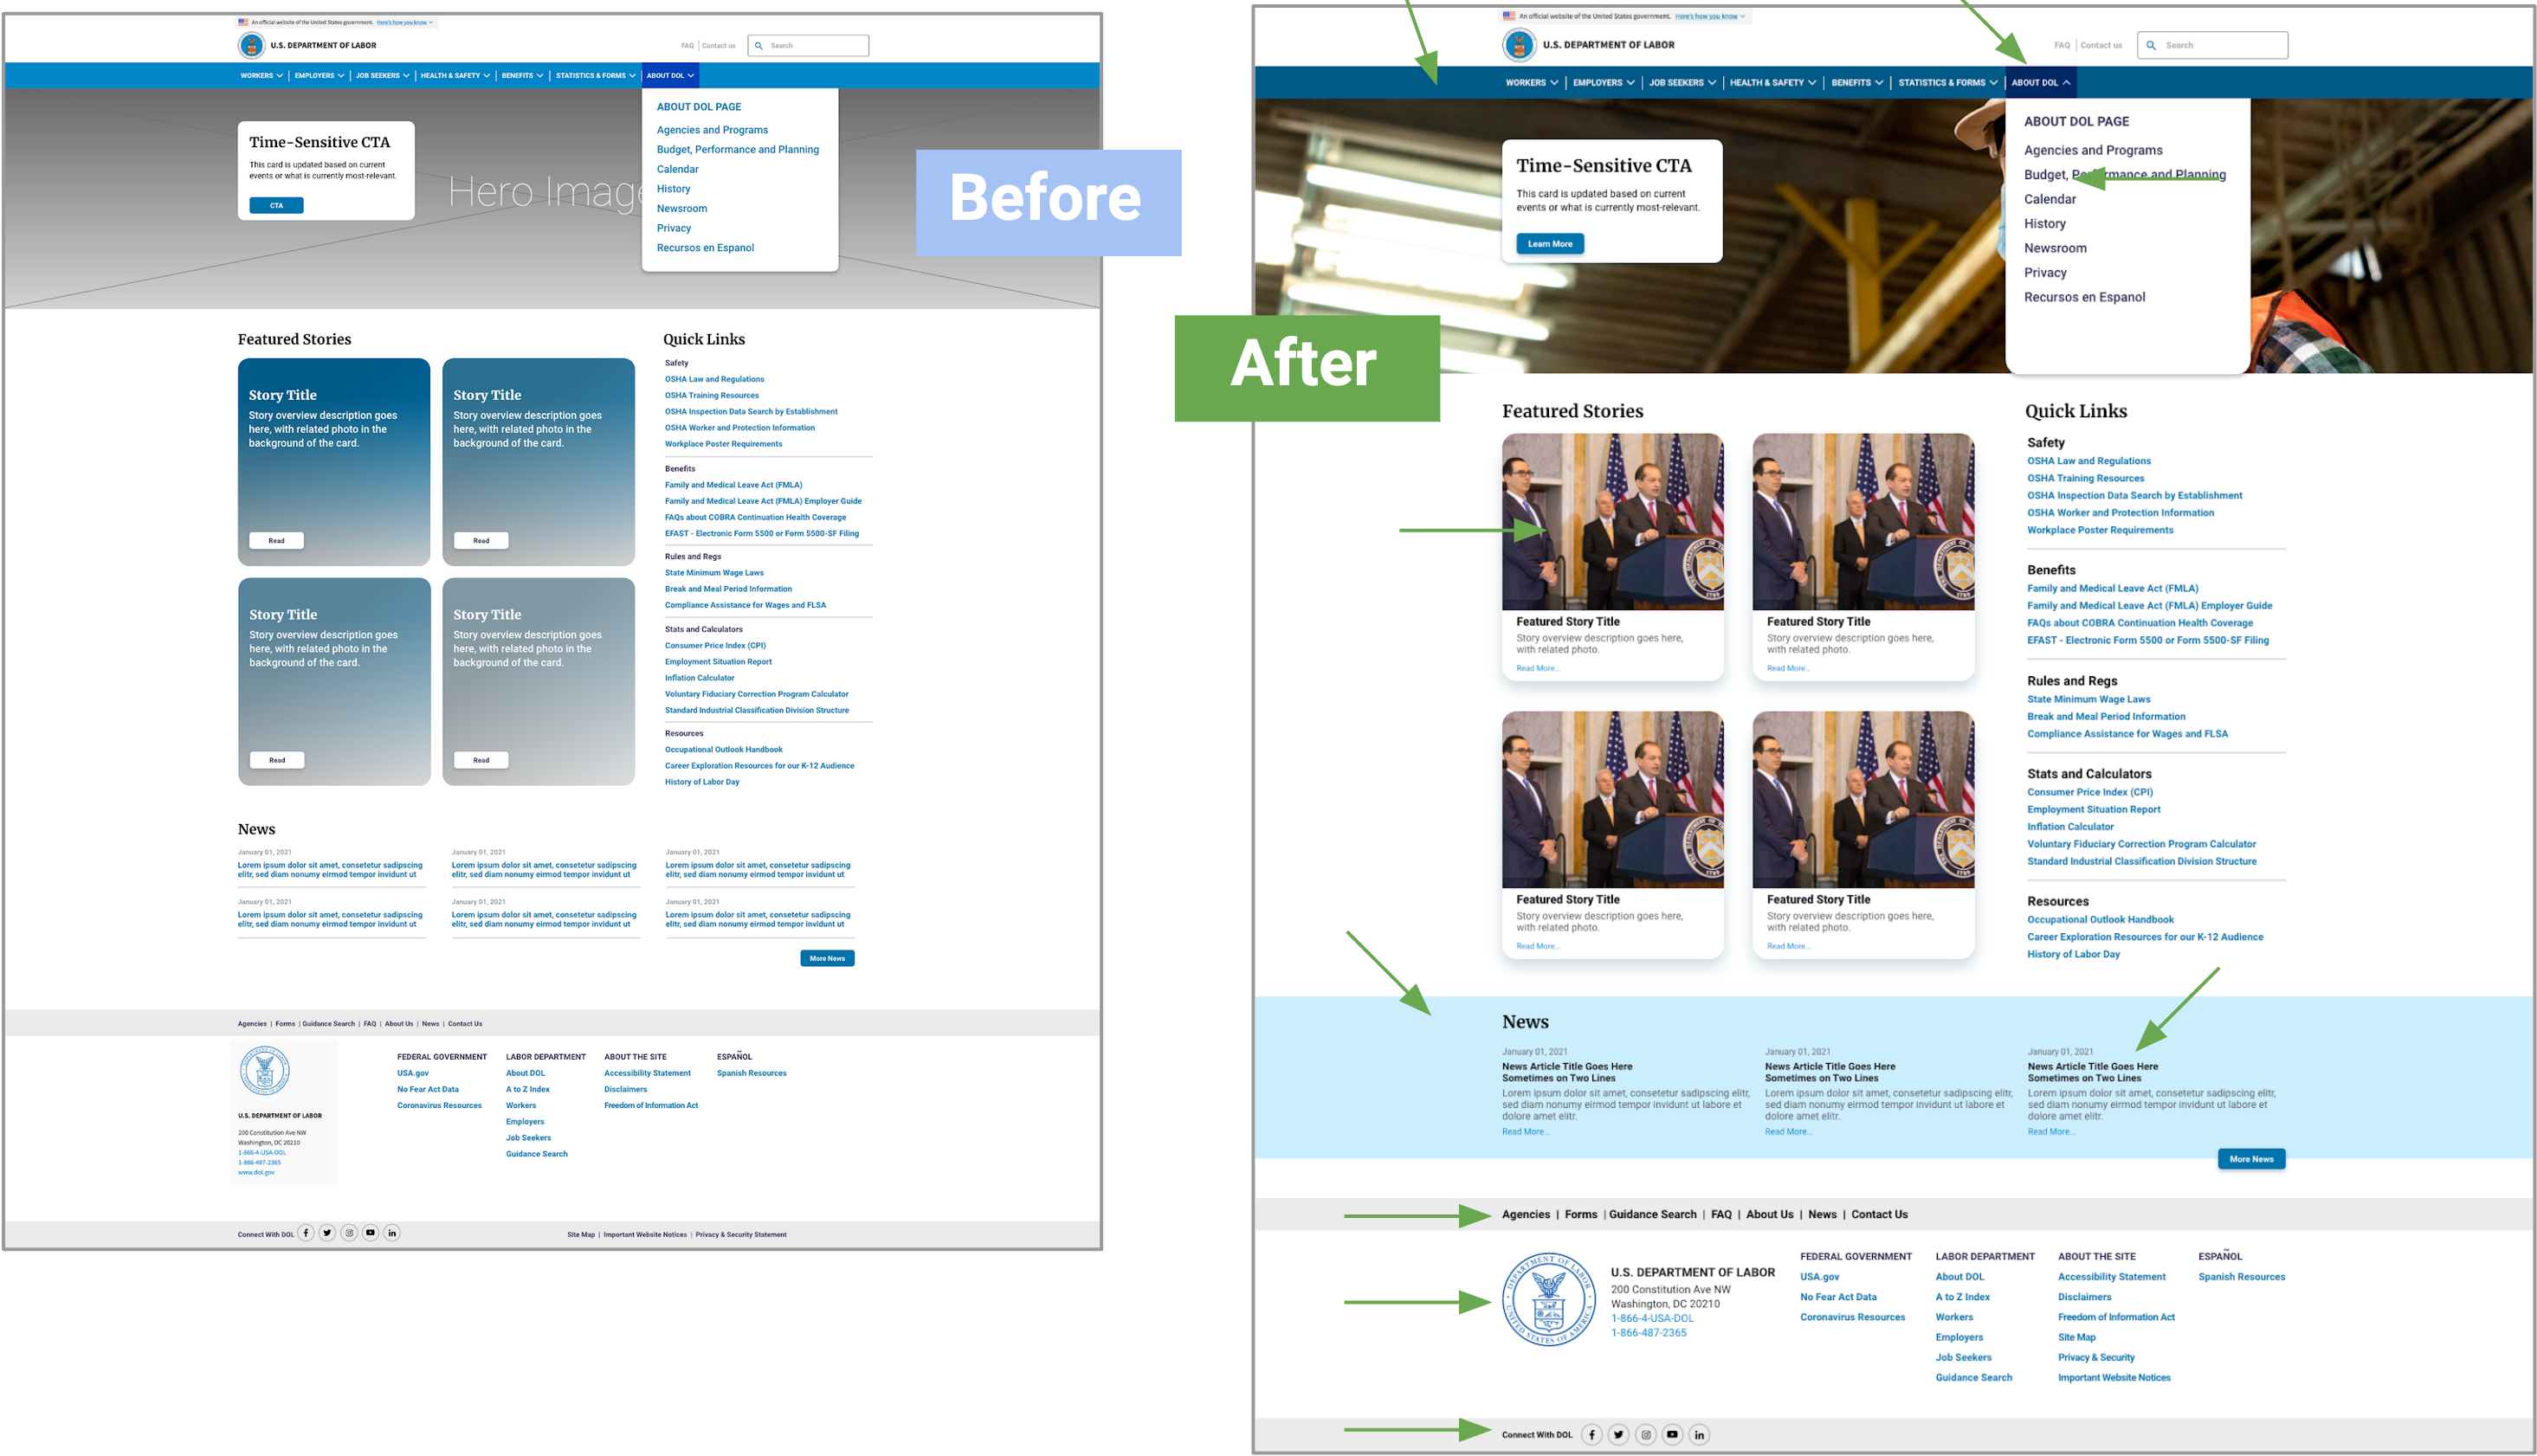 An official website of the United States government. Here's how you know
U.S. DEPARTMENT OF LABOR
FAQ | Contact us
Search
WORKERS | EMPLOYERS | JOB SEEKERS | HEALTH & SAFETY | BENEFITS | STATISTICS & FORMS | ABOUT DOL
Time-Sensitive CTA
This card is updated based on current
events or what is currently most-relevant.
CTA
Hero Image
ABOUT DOL PAGE
Agencies and Programs
Budget, Performance and Planning
Calendar
History
Newsroom
Privacy
Recursos en Espanol
Before
Featured Stories
Story Title
Story overview description goes
here, with related photo in the
background of the card.
Read
Story Title
Story overview description goes
here, with related photo in the
background of the card.
Read
Story Title
Story overview description goes
here, with related photo in the
background of the card.
Read
Story Title
Story overview description goes
here, with related photo in the
background of the card.
Read
Quick Links
Safety
OSHA Law and Regulations
OSHA Training Resources
OSHA Inspection Data Search by Establishment
OSHA Worker and Protection Information
Workplace Poster Requirements
Benefits
Family and Medical Leave Act (FMLA)
Family and Medical Leave Act (FMLA) Employer Guide
FAQs about COBRA Continuation Health Coverage
EFAST - Electronic Form 5500 or Form 5500-SF Filing
Rules and Regs
State Minimum Wage Laws
Break and Meal Period Information
Compliance Assistance for Wages and FLSA
Stats and Calculators
Consumer Price Index (CPI)
Employment Situation Report
Inflation Calculator
Voluntary Fiduciary Correction Program Calculator
Standard Industrial Classification Division Structure
Resources
Occupational Outlook Handbook
Career Exploration Resources for our K-12 Audience
History of Labor Day
News
January 01, 2021
Lorem ipsum dolor sit amet, consetetur sadipscing
elitr, sed diam nonumy eirmod tempor invidunt ut
January 01, 2021
Lorem ipsum dolor sit amet, consetetur sadipscing
elitr, sed diam nonumy eirmod tempor invidunt ut
January 01, 2021
Lorem ipsum dolor sit amet, consetetur sadipscing
elitr, sed diam nonumy eirmod tempor invidunt ut
January 01, 2021
Lorem ipsum dolor sit amet, consetetur sadipscing
elitr, sed diam nonumy eirmod tempor invidunt ut
January 01, 2021
Lorem ipsum dolor sit amet, consetetur sadipscing
elitr, sed diam nonumy eirmod tempor invidunt ut
January 01, 2021
Lorem ipsum dolor sit amet, consetetur sadipscing
elitr, sed diam nonumy eirmod tempor invidunt ut
More News
Agencies | Forms | Guidance Search | FAQ | About Us | News | Contact Us
U.S. DEPARTMENT OF LABOR
200 Constitution Ave NW
Washington, DC 20210
1-866-4-USA-DOL
1-866-487-2365
www.dol.gov
FEDERAL GOVERNMENT
USA.gov
No Fear Act Data
Coronavirus Resources
LABOR DEPARTMENT
About DOL
A to Z Index
Workers
Employers
Job Seekers
Guidance Search
ABOUT THE SITE
Accessibility Statement
Disclaimers
Freedom of Information Act
ESPAÑOL
Spanish Resources
Connect With DOL
Site Map | Important Website Notices | Privacy & Security Statement
An official website of the United States government. Here's how you know
U.S. DEPARTMENT OF LABOR
FAQ | Contact us
Search
WORKERS | EMPLOYERS | JOB SEEKERS | HEALTH & SAFETY | BENEFITS | STATISTICS & FORMS | ABOUT DOL
Time-Sensitive CTA
This card is updated based on current
events or what is currently most-relevant.
Learn More
ABOUT DOL PAGE
Agencies and Programs
Budget, Performance and Planning
Calendar
History
Newsroom
Privacy
Recursos en Espanol
After
Featured Stories
Featured Story Title
Story overview description goes here,
with related photo.
Read More...
Featured Story Title
Story overview description goes here,
with related photo.
Read More...
Featured Story Title
Story overview description goes here,
with related photo.
Read More...
Featured Story Title
Story overview description goes here,
with related photo.
Read More...
Quick Links
Safety
OSHA Law and Regulations
OSHA Training Resources
OSHA Inspection Data Search by Establishment
OSHA Worker and Protection Information
Workplace Poster Requirements
Benefits
Family and Medical Leave Act (FMLA)
Family and Medical Leave Act (FMLA) Employer Guide
FAQs about COBRA Continuation Health Coverage
EFAST - Electronic Form 5500 or Form 5500-SF Filing
Rules and Regs
State Minimum Wage Laws
Break and Meal Period Information
Compliance Assistance for Wages and FLSA
Stats and Calculators
Consumer Price Index (CPI)
Employment Situation Report
Inflation Calculator
Voluntary Fiduciary Correction Program Calculator
Standard Industrial Classification Division Structure
Resources
Occupational Outlook Handbook
Career Exploration Resources for our K-12 Audience
History of Labor Day
News
January 01, 2021
News Article Title Goes Here
Sometimes on Two Lines
Lorem ipsum dolor sit amet, consetetur sadipscing elitr,
sed diam nonumy eirmod tempor invidunt ut labore et
dolore amet elitr.
Read More...
January 01, 2021
News Article Title Goes Here
Sometimes on Two Lines
Lorem ipsum dolor sit amet, consetetur sadipscing elitr,
sed diam nonumy eirmod tempor invidunt ut labore et
dolore amet elitr.
Read More...
January 01, 2021
News Article Title Goes Here
Sometimes on Two Lines
Lorem ipsum dolor sit amet, consetetur sadipscing elitr,
sed diam nonumy eirmod tempor invidunt ut labore et
dolore amet elitr.
Read More...
More News
Agencies | Forms | Guidance Search | FAQ | About Us | News | Contact Us
DEPARTMENT OF LABOR
UNITED STATES OF AMERICA
U.S. DEPARTMENT OF LABOR
200 Constitution Ave NW
Washington, DC 20210
1-866-4-USA-DOL
1-866-487-2365
FEDERAL GOVERNMENT
USA.gov
No Fear Act Data
Coronavirus Resources
LABOR DEPARTMENT
About DOL
A to Z Index
Workers
Employers
Job Seekers
Guidance Search
ABOUT THE SITE
Accessibility Statement
Disclaimers
Freedom of Information Act
Site Map
Privacy & Security
Important Website Notices
ESPAÑOL
Spanish Resources
Connect With DOL